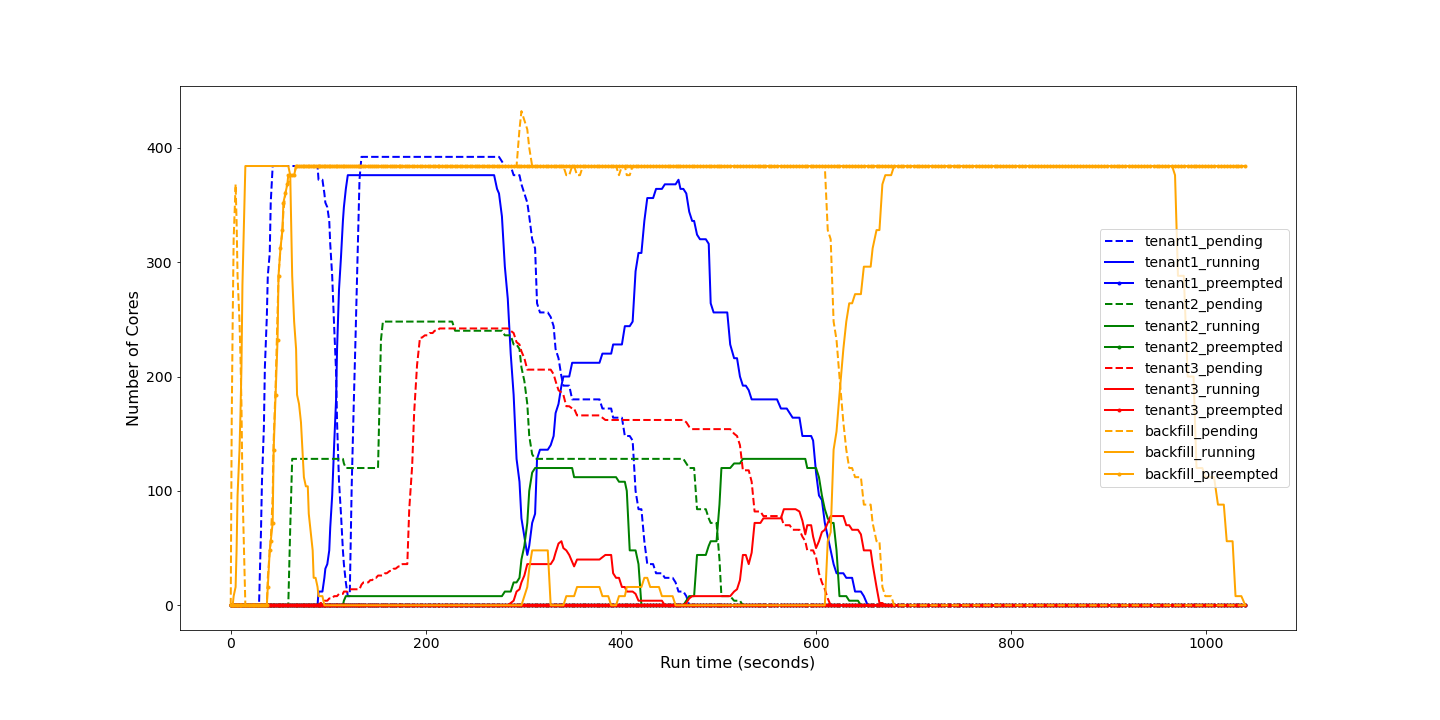 400
300
200
100
0
Number of Cores
0 200 400 600 800 1000
Run time (seconds)
tenant1_pending
tenant1_running
tenant1_preempted
tenant2_pending
tenant2_running
tenant2_preempted
tenant3_pending
tenant3_running
tenant3_preempted
backfill_pending
backfill_running
backfill_preempted